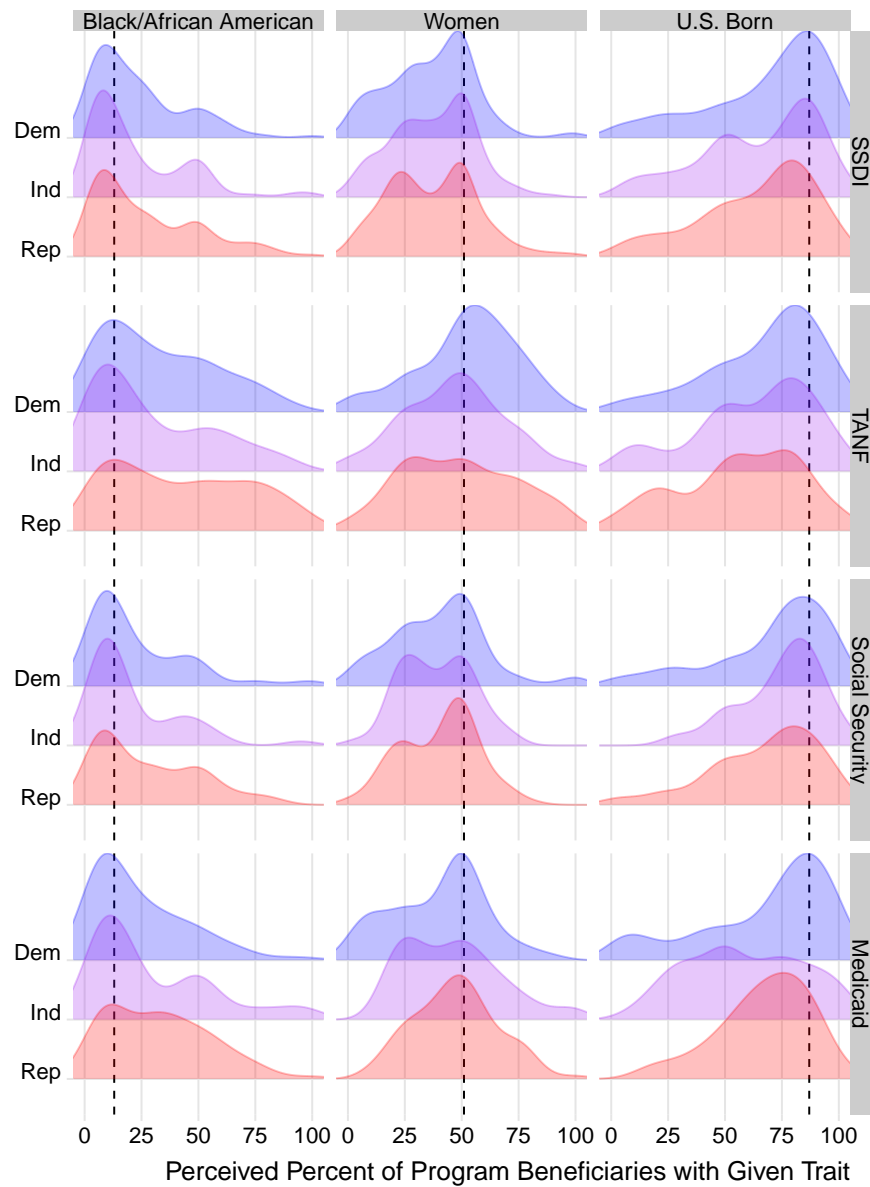 Black/African American Women U.S. Born
Dem
Ind
Rep
SSDI
Dem
Ind
Rep
TANF
Dem
Ind
Rep
Social Security
Dem
Ind
Rep
Medicaid
0 25 50 75 100 0 25 50 75 100 0 25 50 75 100
Perceived Percent of Program Beneficiaries with Given Trait